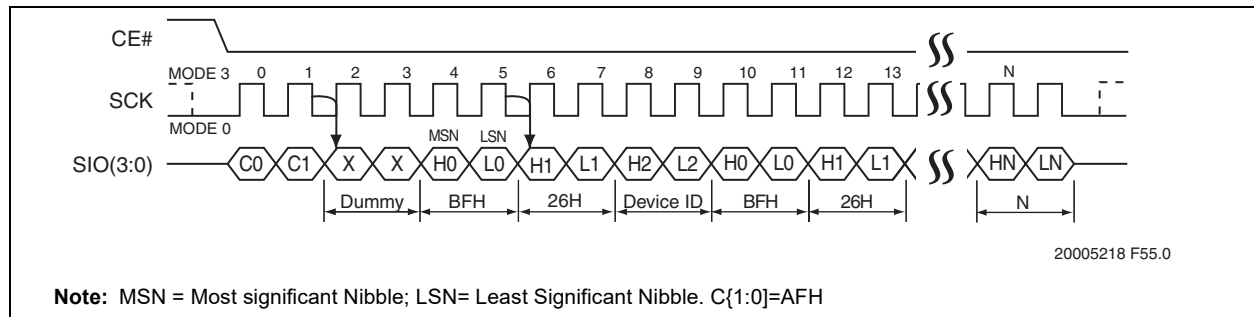 CE#
MODE 3 0 1 2 3 4 5 6 7 8 9 10 11 12 13 N
SCK
MODE 0
MSN LSN
SIO(3:0) C0 C1 X X H0 L0 H1 L1 H2 L2 H0 L0 H1 L1 HN LN
Dummy BFH 26H Device ID BFH 26H N
20005218 F55.0
Note: MSN = Most significant Nibble; LSN= Least Significant Nibble. C{1:0]=AFH